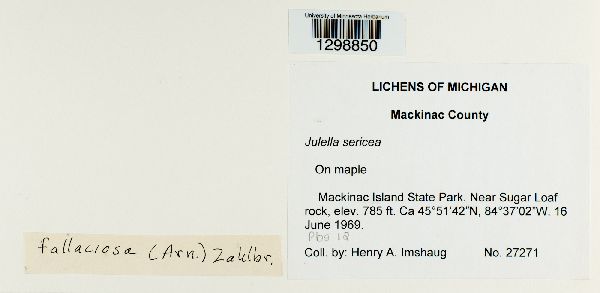 University of Minnesota Herbarium
1298850
LICHENS OF MICHIGAN
Mackinac County
Julella sericea
On maple
Mackinac Island State Park. Near Sugar Loaf
rock, elev. 785 ft. Ca 45°51'42"N, 84°37'02"W. 16
June 1969.
Coll. by: Henry A. Imshaug No. 27271
fallaciosa (Arn.) Zahlbr.